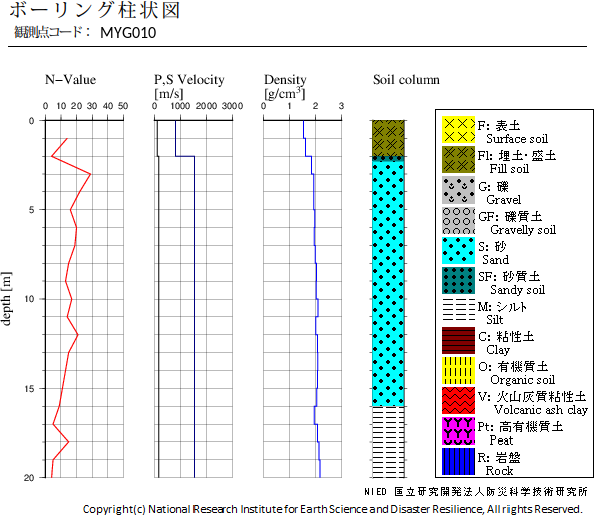 ボーリング柱状図
観測点コード： MYG010
N−Value P,S Velocity Density Soil column
[m/s] [g/cm³]
0 10 20 30 40 50 0 1000 2000 3000 0 1 2 3
0
5
10
15
20
depth [m]
F: 表土
Surface soil
Fl: 埋土・盛土
Fill soil
G: 礫
Gravel
GF: 礫質土
Gravelly soil
S: 砂
Sand
SF: 砂質土
Sandy soil
M: シルト
Silt
C: 粘性土
Clay
O: 有機質土
Organic soil
V: 火山灰質粘性土
Volcanic ash clay
Pt: 高有機質土
Peat
R: 岩盤
Rock
NIED 国立研究開発法人防災科学技術研究所
Copyright(c) National Research Institute for Earth Science and Disaster Resilience, All rights Reserved.